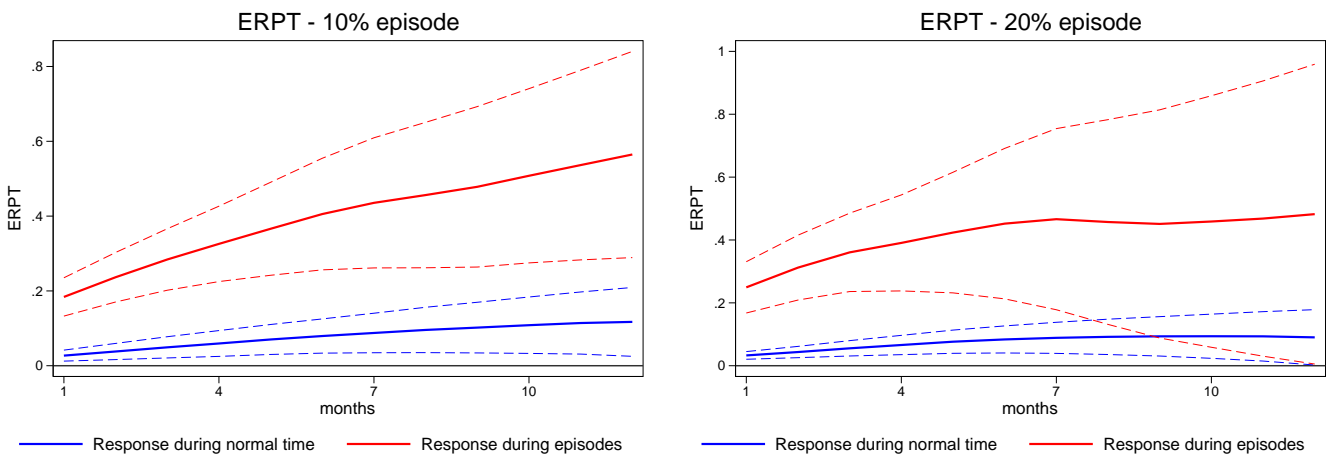 ERPT - 10% episode
.8
.6
.4
.2
0
ERPT
1 4 7 10
months
Response during normal time Response during episodes
ERPT - 20% episode
1
.8
.6
.4
.2
0
ERPT
1 4 7 10
months
Response during normal time Response during episodes